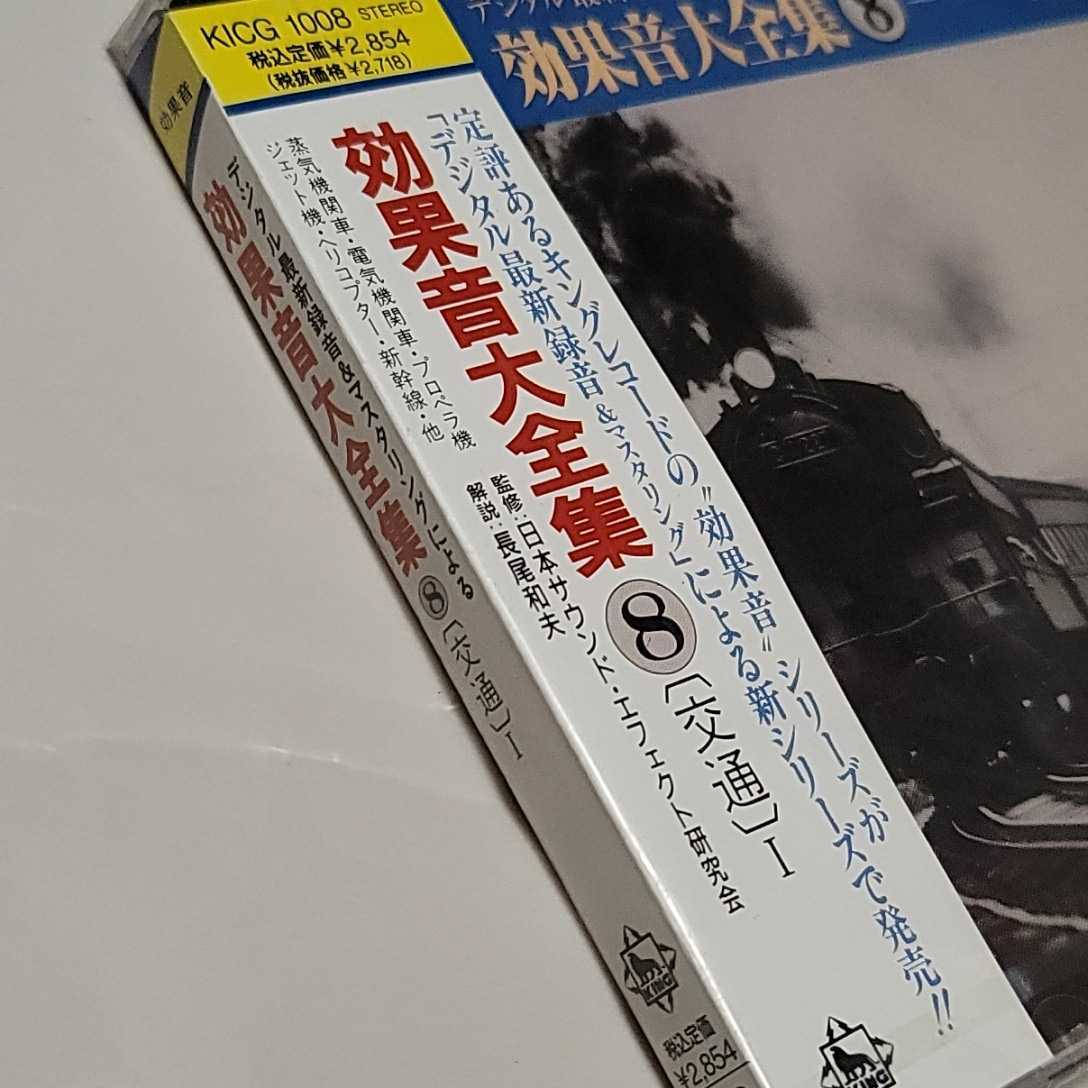 KICG 1008 STEREO
税込定価¥2,854
(税抜価格¥2,718)
定評あるキングレコードの“効果音”シリーズが
「デジタル最新録音&マスタリング」による新シリーズで発売!!
効果音大全集⑧〔交通〕I
蒸気機関車・電気機関車・プロペラ機
ジェット機・ヘリコプター・新幹線・他
監修:日本サウンド・エフェクト研究会
解説:長尾和夫
KING
効果音
デジタル最新録音&マスタリングによる
効果音大全集⑧〔交通〕I
KING
税込定価
¥2,854
効果音大全集⑧